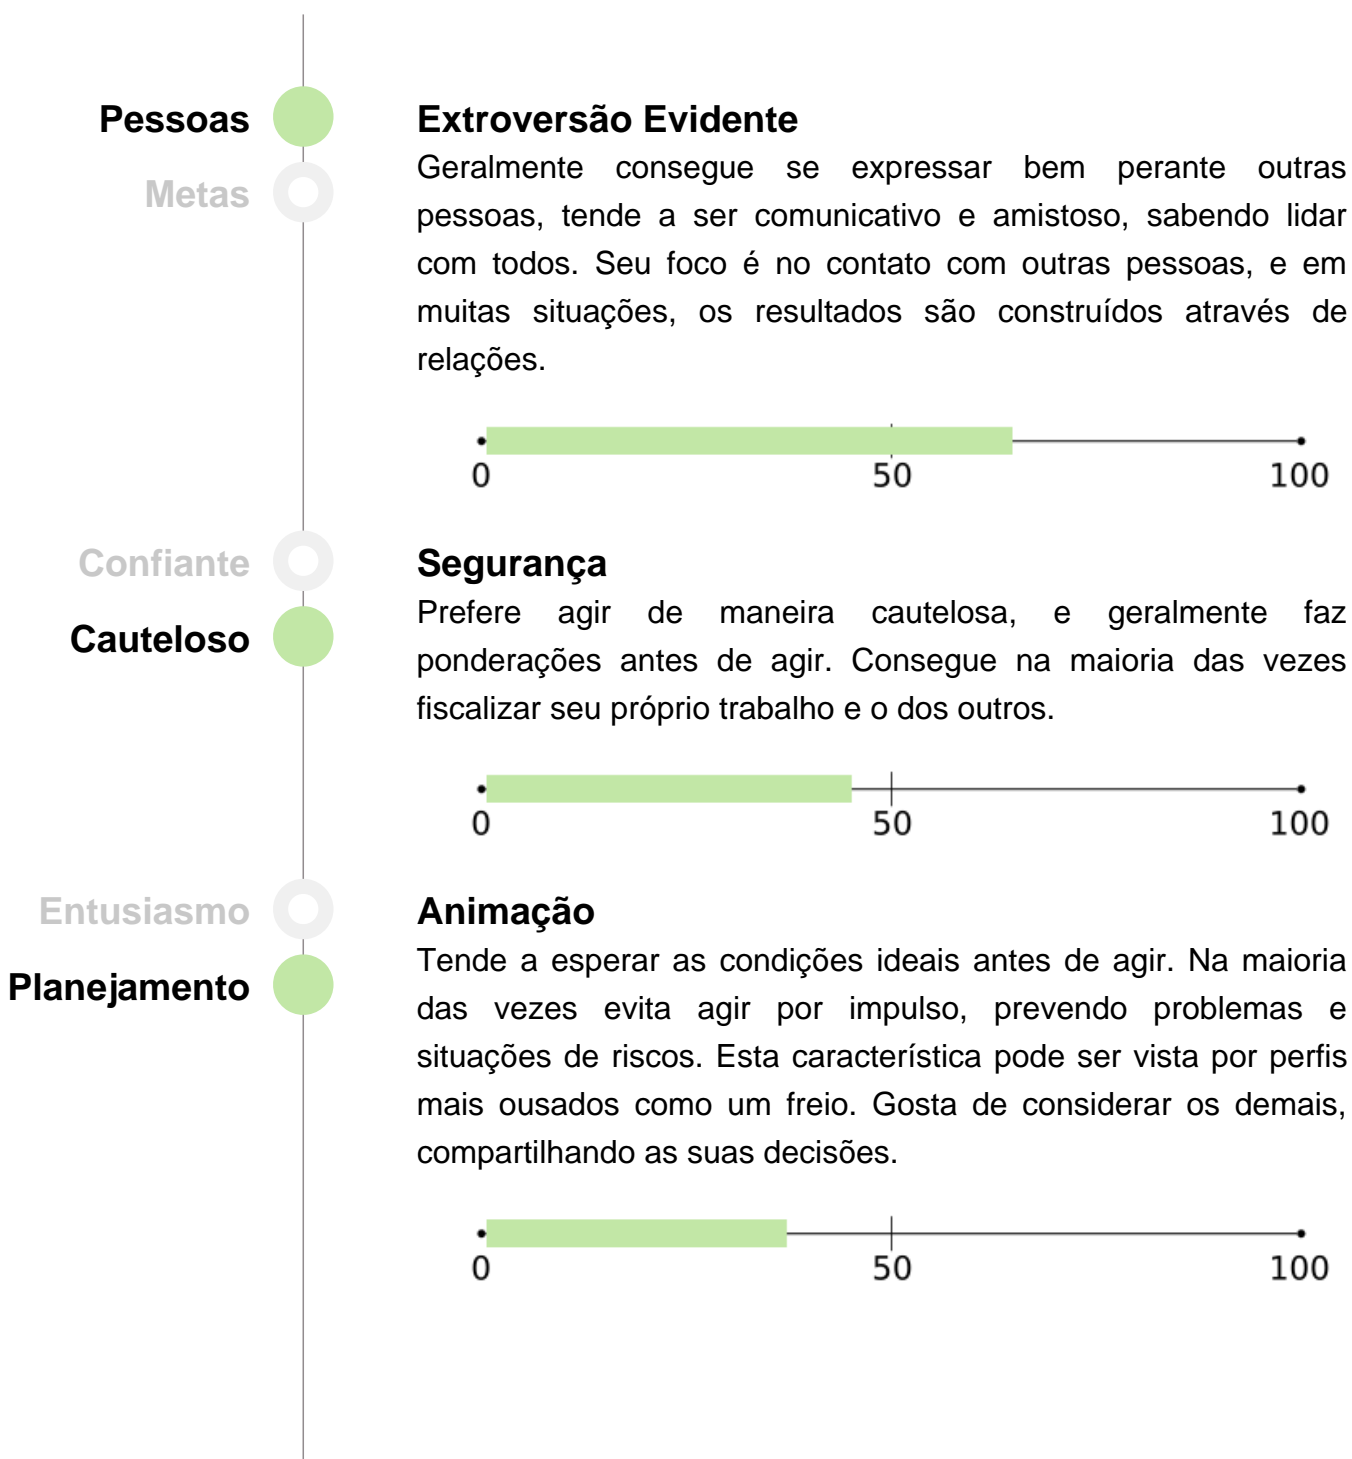 Pessoas
Extroversão Evidente
Metas
Geralmente consegue se expressar bem perante outras
pessoas, tende a ser comunicativo e amistoso, sabendo lidar
com todos. Seu foco é no contato com outras pessoas, e em
muitas situações, os resultados são construídos através de
relações.
0 50 100
Confiante
Segurança
Cauteloso
Prefere agir de maneira cautelosa, e geralmente faz
ponderações antes de agir. Consegue na maioria das vezes
fiscalizar seu próprio trabalho e o dos outros.
0 50 100
Entusiasmo
Animação
Planejamento
Tende a esperar as condições ideais antes de agir. Na maioria
das vezes evita agir por impulso, prevendo problemas e
situações de riscos. Esta característica pode ser vista por perfis
mais ousados como um freio. Gosta de considerar os demais,
compartilhando as suas decisões.
0 50 100